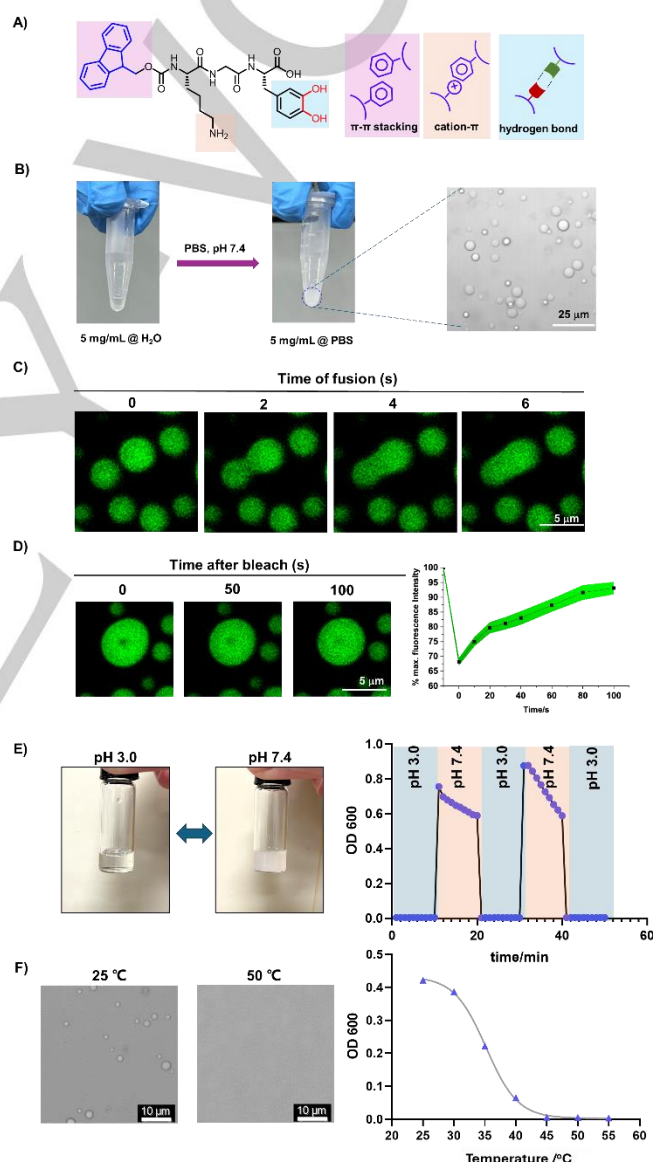 A)
O
N
H
O
H
N
O
N
H
O
OH
OH
OH
NH2
π-π stacking
cation-π
+
hydrogen bond
B)
PBS, pH 7.4
5 mg/mL @ H₂O
5 mg/mL @ PBS
25 µm
C)
Time of fusion (s)
0 2 4 6
5 µm
D)
Time after bleach (s)
0 50 100
5 µm
% max. fluorescence Intensity
100
95
90
85
80
75
70
65
60
0 20 40 60 80 100
Time/s
E)
pH 3.0
pH 7.4
OD 600
1.0
0.8
0.6
0.4
0.2
0.0
pH 3.0
pH 7.4
pH 3.0
pH 7.4
pH 3.0
0 20 40 60
time/min
F)
25 ℃
50 ℃
10 µm
10 µm
OD 600
0.5
0.4
0.3
0.2
0.1
0.0
20 25 30 35 40 45 50 55 60
Temperature /°C